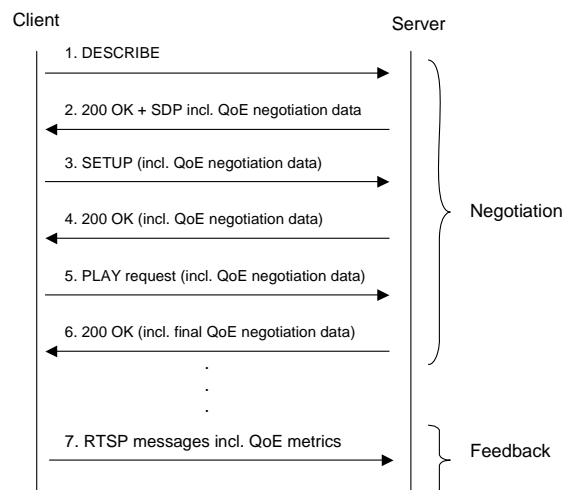 Client
Server
1. DESCRIBE
2. 200 OK + SDP incl. QoE negotiation data
3. SETUP (incl. QoE negotiation data)
4. 200 OK (incl. QoE negotiation data)
Negotiation
5. PLAY request (incl. QoE negotiation data)
6. 200 OK (incl. final QoE negotiation data)
.
.
.
7. RTSP messages incl. QoE metrics
Feedback